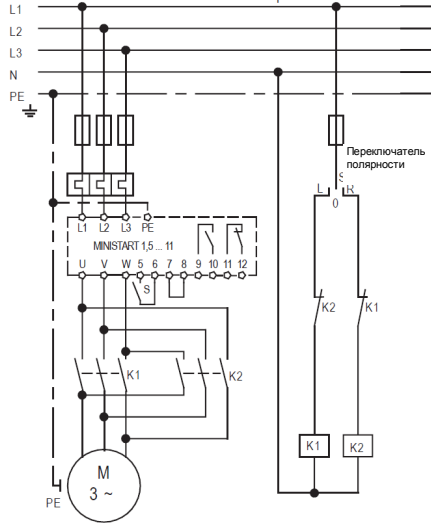 L1
L2
L3
N
PE
Переключатель
полярности
S
L
R
0
L1 L2 L3 PE
MINISTART 1,5 ... 11
U V W 5 6 7 8 9 10 11 12
S
K2
K1
K1
K2
K1
K2
M
3 ~
PE